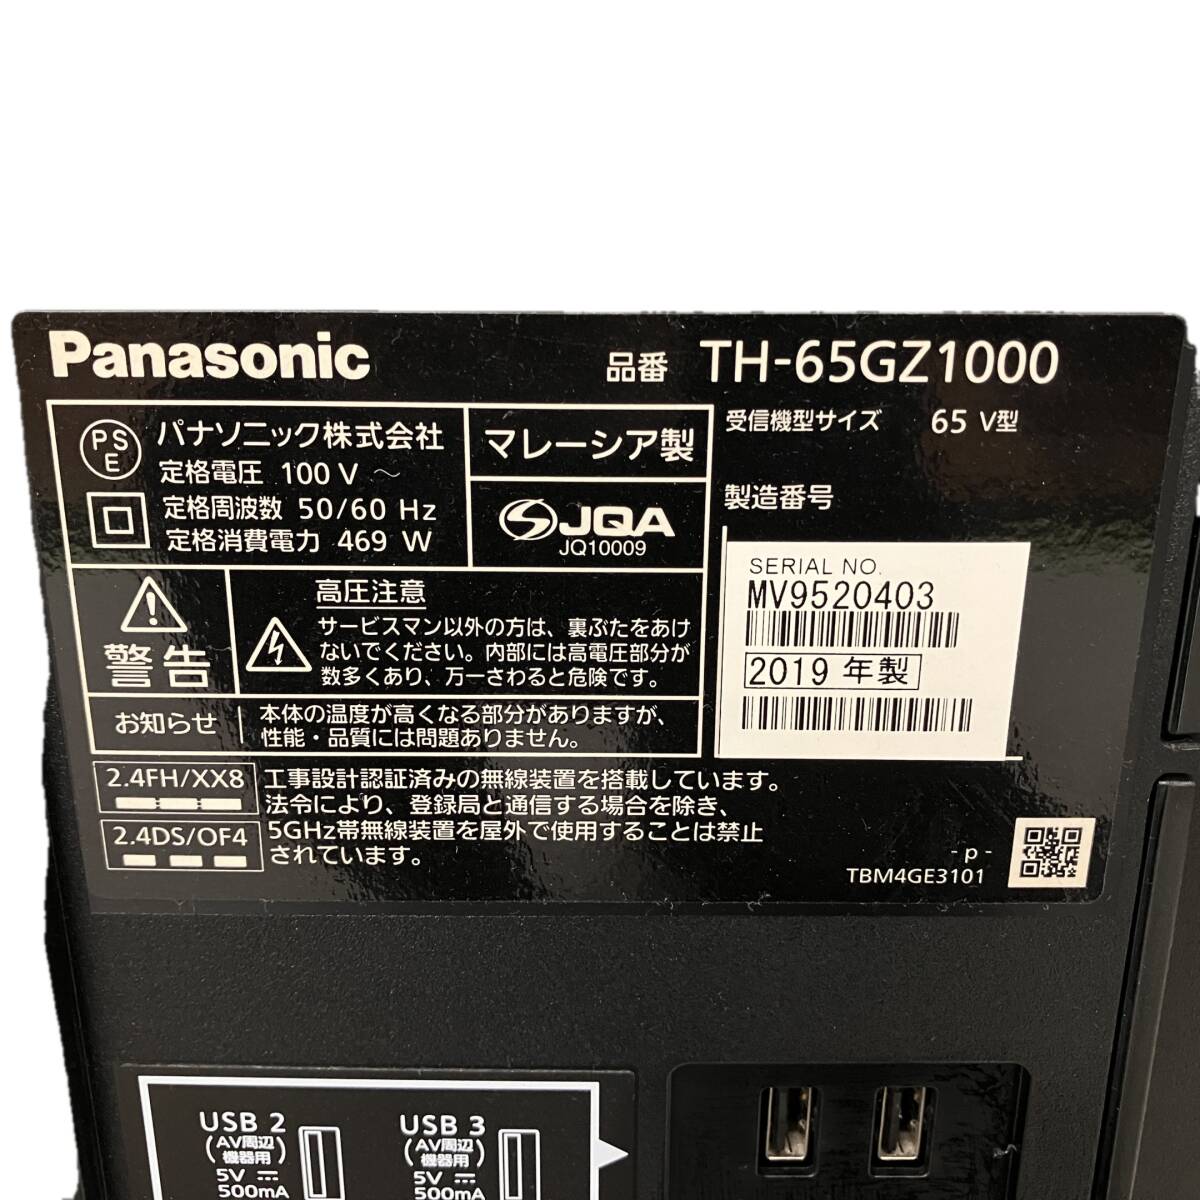 Panasonic
品番 TH-65GZ1000
受信機型サイズ 65 V型
PS
E
パナソニック株式会社
定格電圧 100 V ～
定格周波数 50/60 Hz
定格消費電力 469 W
マレーシア製
JQA
JQ10009
製造番号
SERIAL NO.
MV9520403
2019 年製
警告
高圧注意
サービスマン以外の方は、裏ぶたをあけ
ないでください。内部には高電圧部分が
数多くあり、万一さわると危険です。
お知らせ
本体の温度が高くなる部分がありますが、
性能・品質には問題ありません。
2.4FH/XX8
2.4DS/OF4
工事設計認証済みの無線装置を搭載しています。
法令により、登録局と通信する場合を除き、
5GHz帯無線装置を屋外で使用することは禁止
されています。
- p -
TBM4GE3101
USB 2
(AV周辺
機器用)
5V ⎓
500mA
USB 3
(AV周辺
機器用)
5V ⎓
500mA